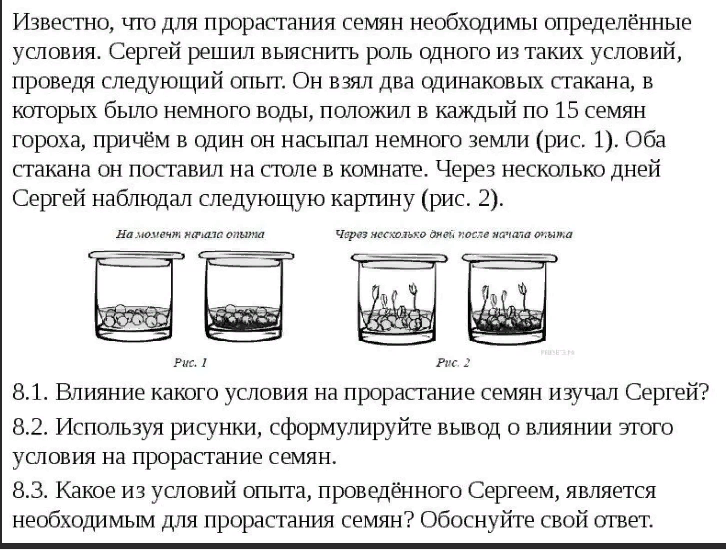 Известно, что для прорастания семян необходимы определённые
условия. Сергей решил выяснить роль одного из таких условий,
проведя следующий опыт. Он взял два одинаковых стакана, в
которых было немного воды, положил в каждый по 15 семян
гороха, причём в один он насыпал немного земли (рис. 1). Оба
стакана он поставил на столе в комнате. Через несколько дней
Сергей наблюдал следующую картину (рис. 2).
На момент начала опыта
Через несколько дней после начала опыта
Рис. 1
Рис. 2
8.1. Влияние какого условия на прорастание семян изучал Сергей?
8.2. Используя рисунки, сформулируйте вывод о влиянии этого
условия на прорастание семян.
8.3. Какое из условий опыта, проведённого Сергеем, является
необходимым для прорастания семян? Обоснуйте свой ответ.